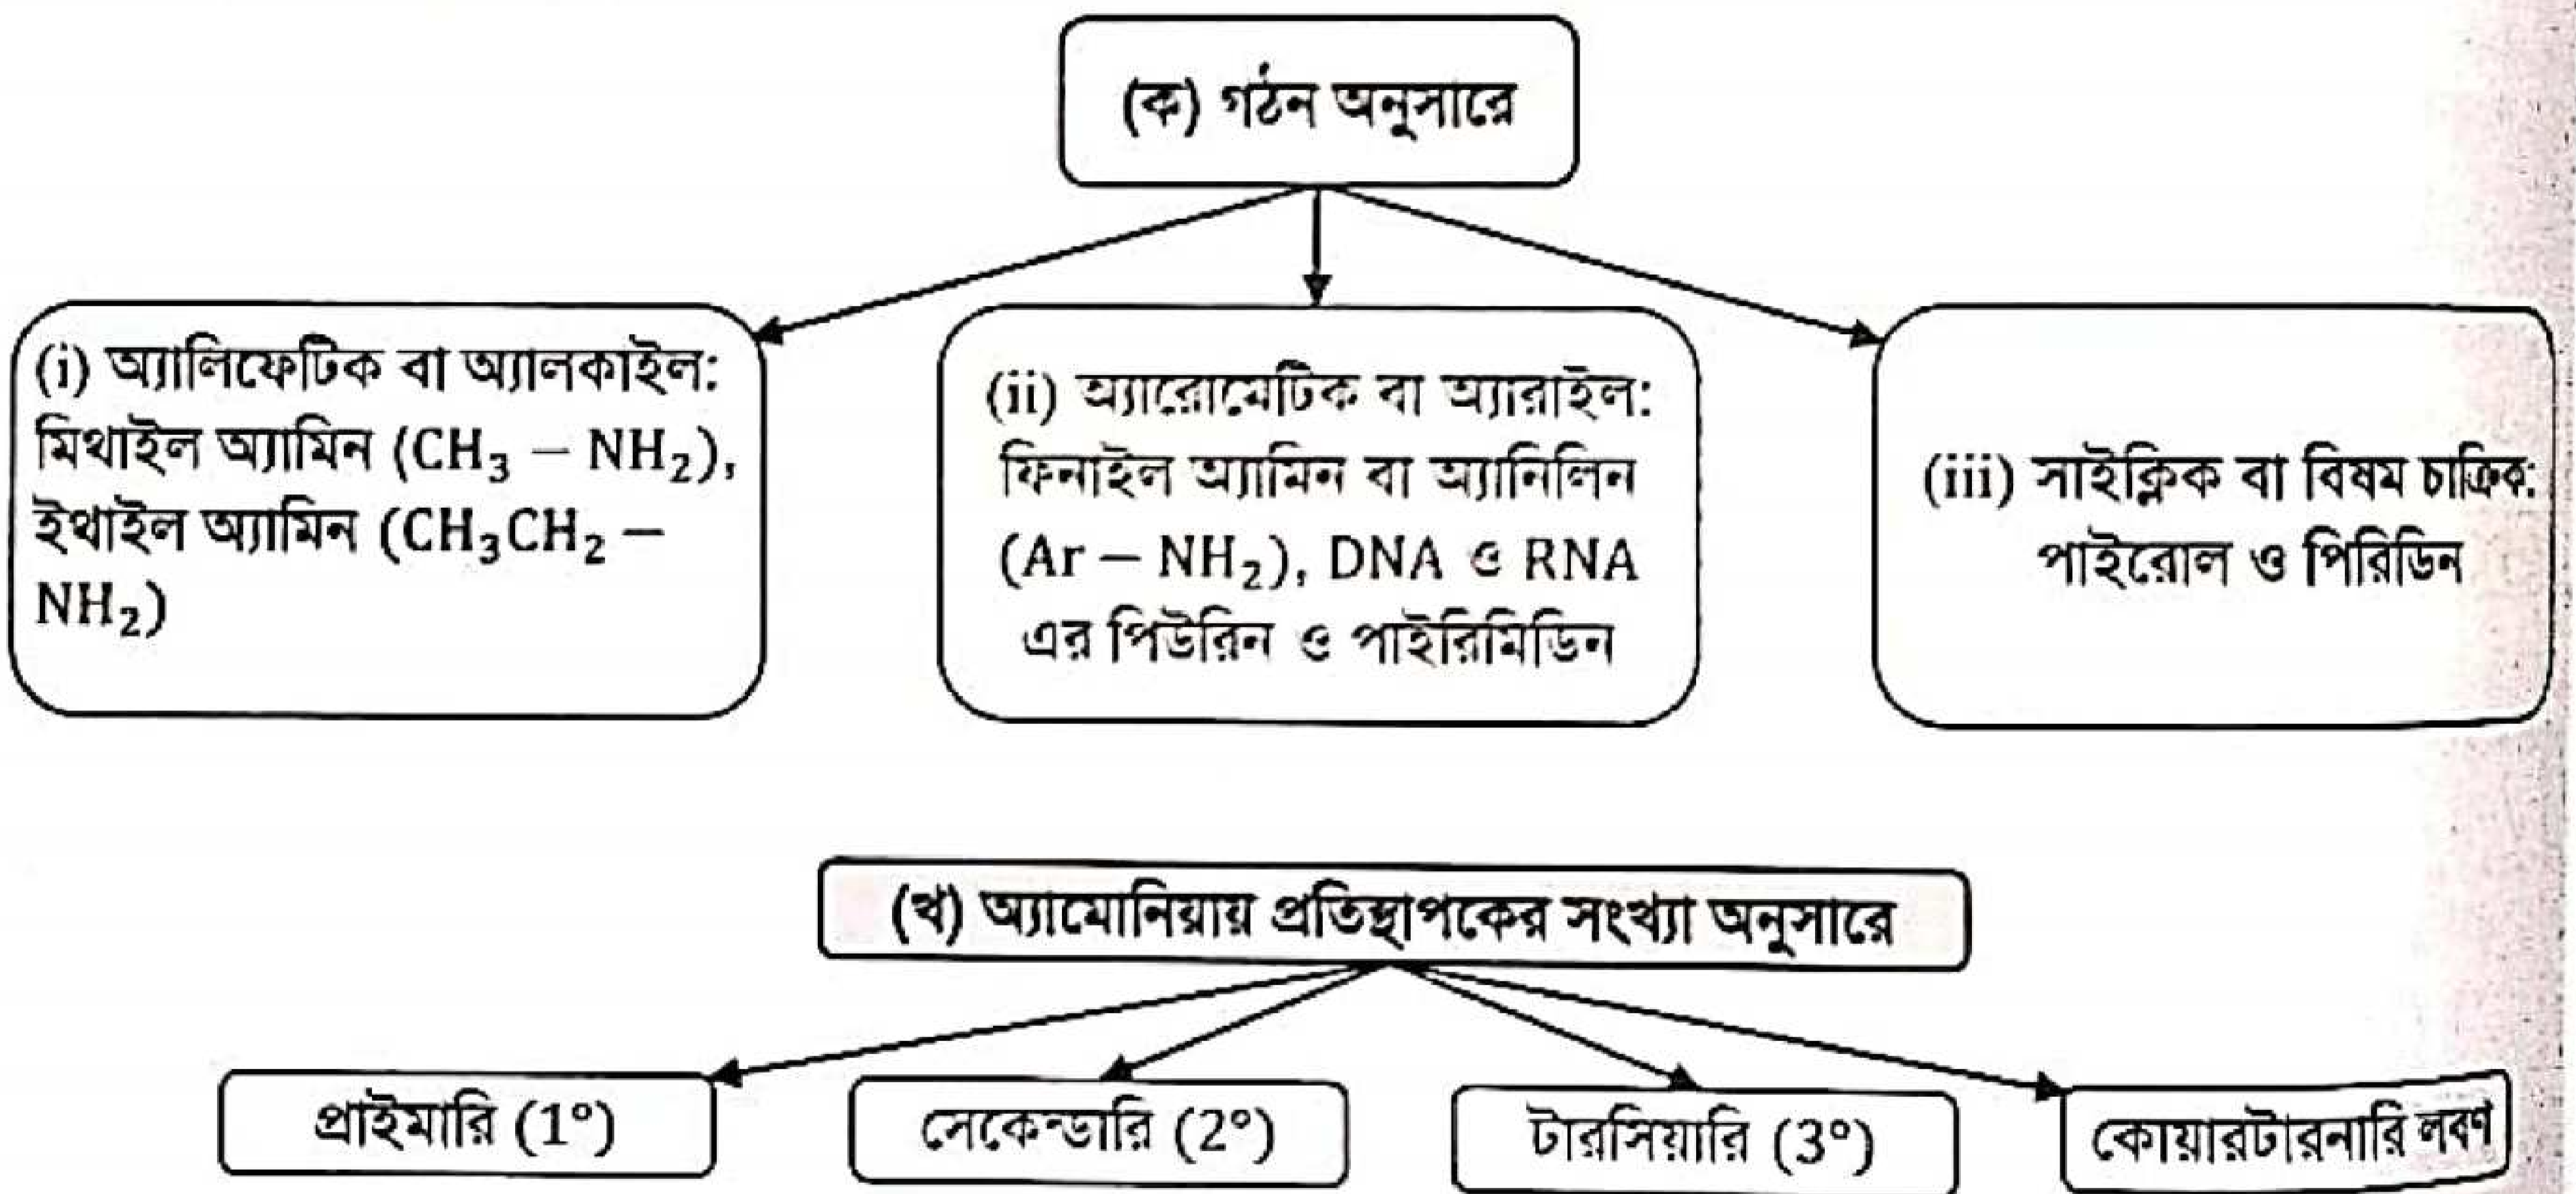 (ক) গঠন অনুসারে
(i) অ্যালিফেটিক বা অ্যালকাইল:
মিথাইল অ্যামিন (CH₃ – NH₂),
ইথাইল অ্যামিন (CH₃CH₂ –
NH₂)
(ii) অ্যারোমেটিক বা অ্যারাইল:
ফিনাইল অ্যামিন বা অ্যানিলিন
(Ar – NH₂), DNA ও RNA
এর পিউরিন ও পাইরিমিডিন
(iii) সাইক্লিক বা বিষম চাক্রিক:
পাইরোল ও পিরিডিন
(খ) অ্যামোনিয়ায় প্রতিস্থাপকের সংখ্যা অনুসারে
প্রাইমারি (1°)
সেকেন্ডারি (2°)
টারসিয়ারি (3°)
কোয়ারটারনারি লবণ